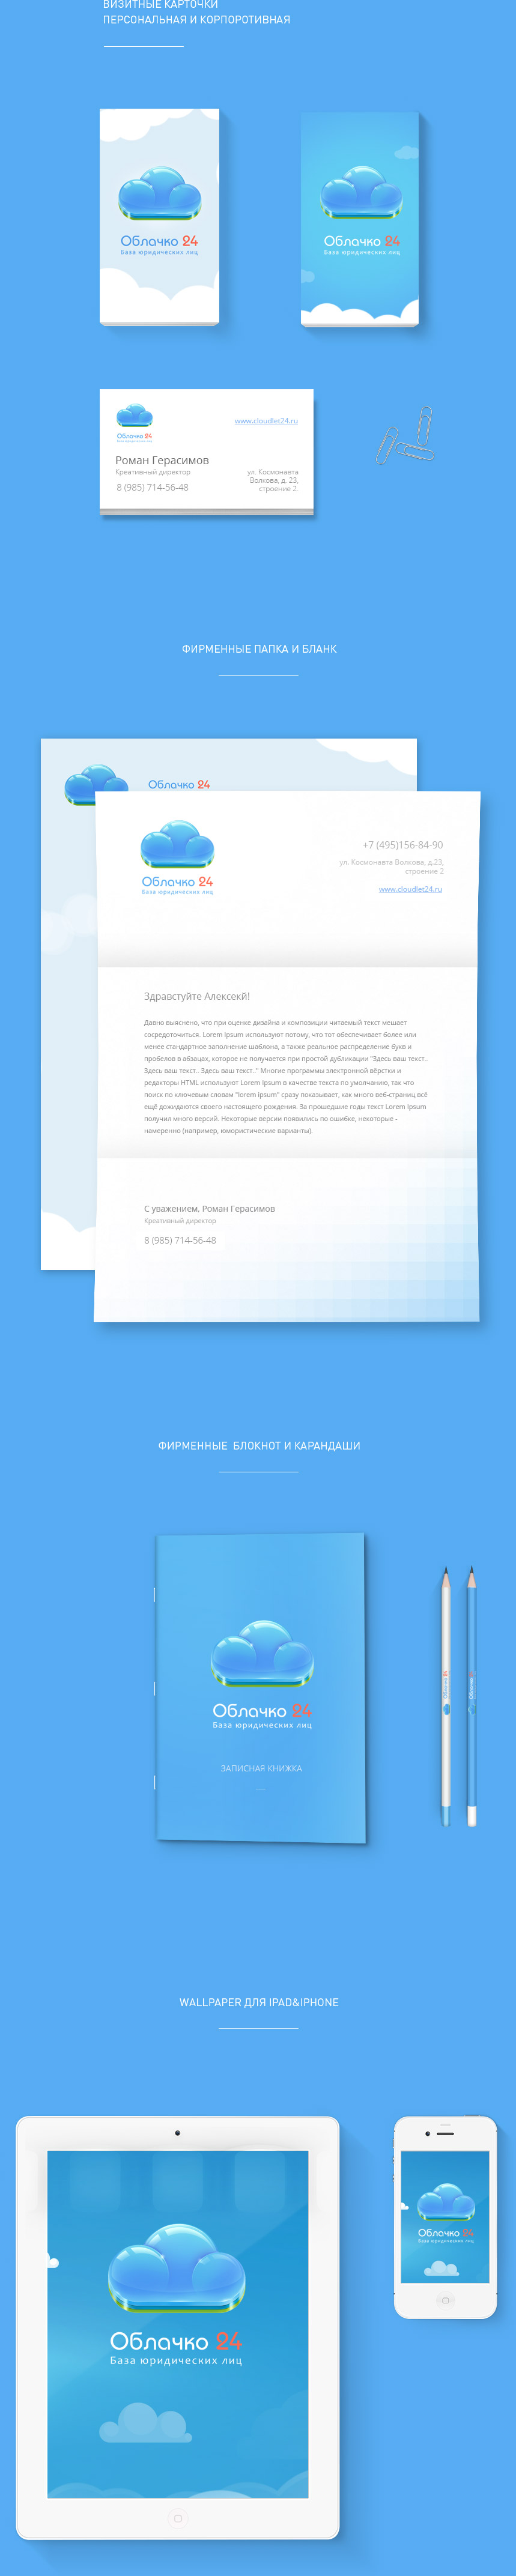 ВИЗИТНЫЕ КАРТОЧКИ
ПЕРСОНАЛЬНАЯ И КОРПОРОТИВНАЯ
Облачко 24
База юридических лиц
Облачко 24
База юридических лиц
Облачко 24
www.cloudlet24.ru
Роман Герасимов
Креативный директор
8 (985) 714-56-48
ул. Космонавта
Волкова, д. 23,
строение 2.
ФИРМЕННЫЕ ПАПКА И БЛАНК
Облачко 24
Облачко 24
База юридических лиц
+7 (495)156-84-90
ул. Космонавта Волкова, д.23,
строение 2
www.cloudlet24.ru
Здравстуйте Алексекй!
Давно выяснено, что при оценке дизайна и композиции читаемый текст мешает
сосредоточиться. Lorem Ipsum используют потому, что тот обеспечивает более или
менее стандартное заполнение шаблона, а также реальное распределение букв и
пробелов в абзацах, которое не получается при простой дубликации "Здесь ваш текст..
Здесь ваш текст.. Здесь ваш текст.." Многие программы электронной вёрстки и
редакторы HTML используют Lorem Ipsum в качестве текста по умолчанию, так что
поиск по ключевым словам "lorem ipsum" сразу показывает, как много веб-страниц всё
ещё дожидаются своего настоящего рождения. За прошедшие годы текст Lorem Ipsum
получил много версий. Некоторые версии появились по ошибке, некоторые -
намеренно (например, юмористические варианты).
С уважением, Роман Герасимов
Креативный директор
8 (985) 714-56-48
ФИРМЕННЫЕ БЛОКНОТ И КАРАНДАШИ
Облачко 24
База юридических лиц
ЗАПИСНАЯ КНИЖКА
Облачко 24
Облачко 24
WALLPAPER ДЛЯ IPAD&IPHONE
Облачко 24
База юридических лиц
Облачко 24
База юридических лиц